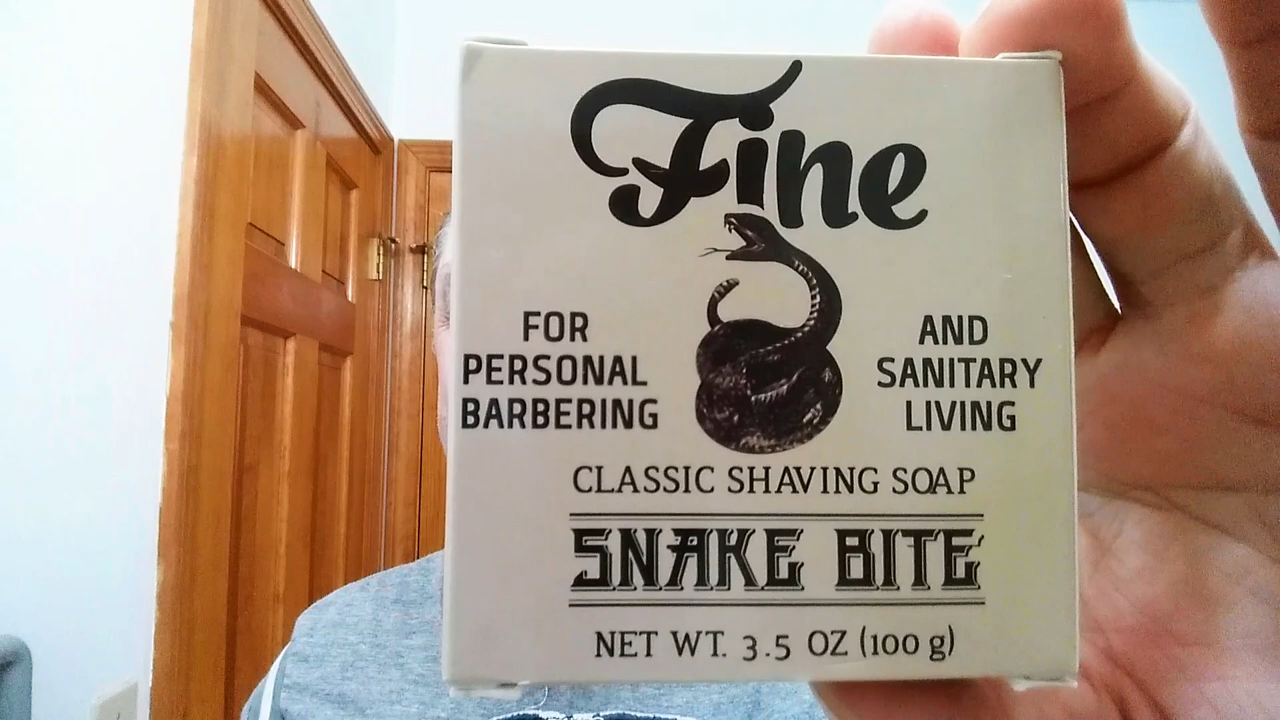 Fine
FOR
PERSONAL
BARBERING
AND
SANITARY
LIVING
CLASSIC SHAVING SOAP
SNAKE BITE
NET WT. 3.5 OZ (100 g)